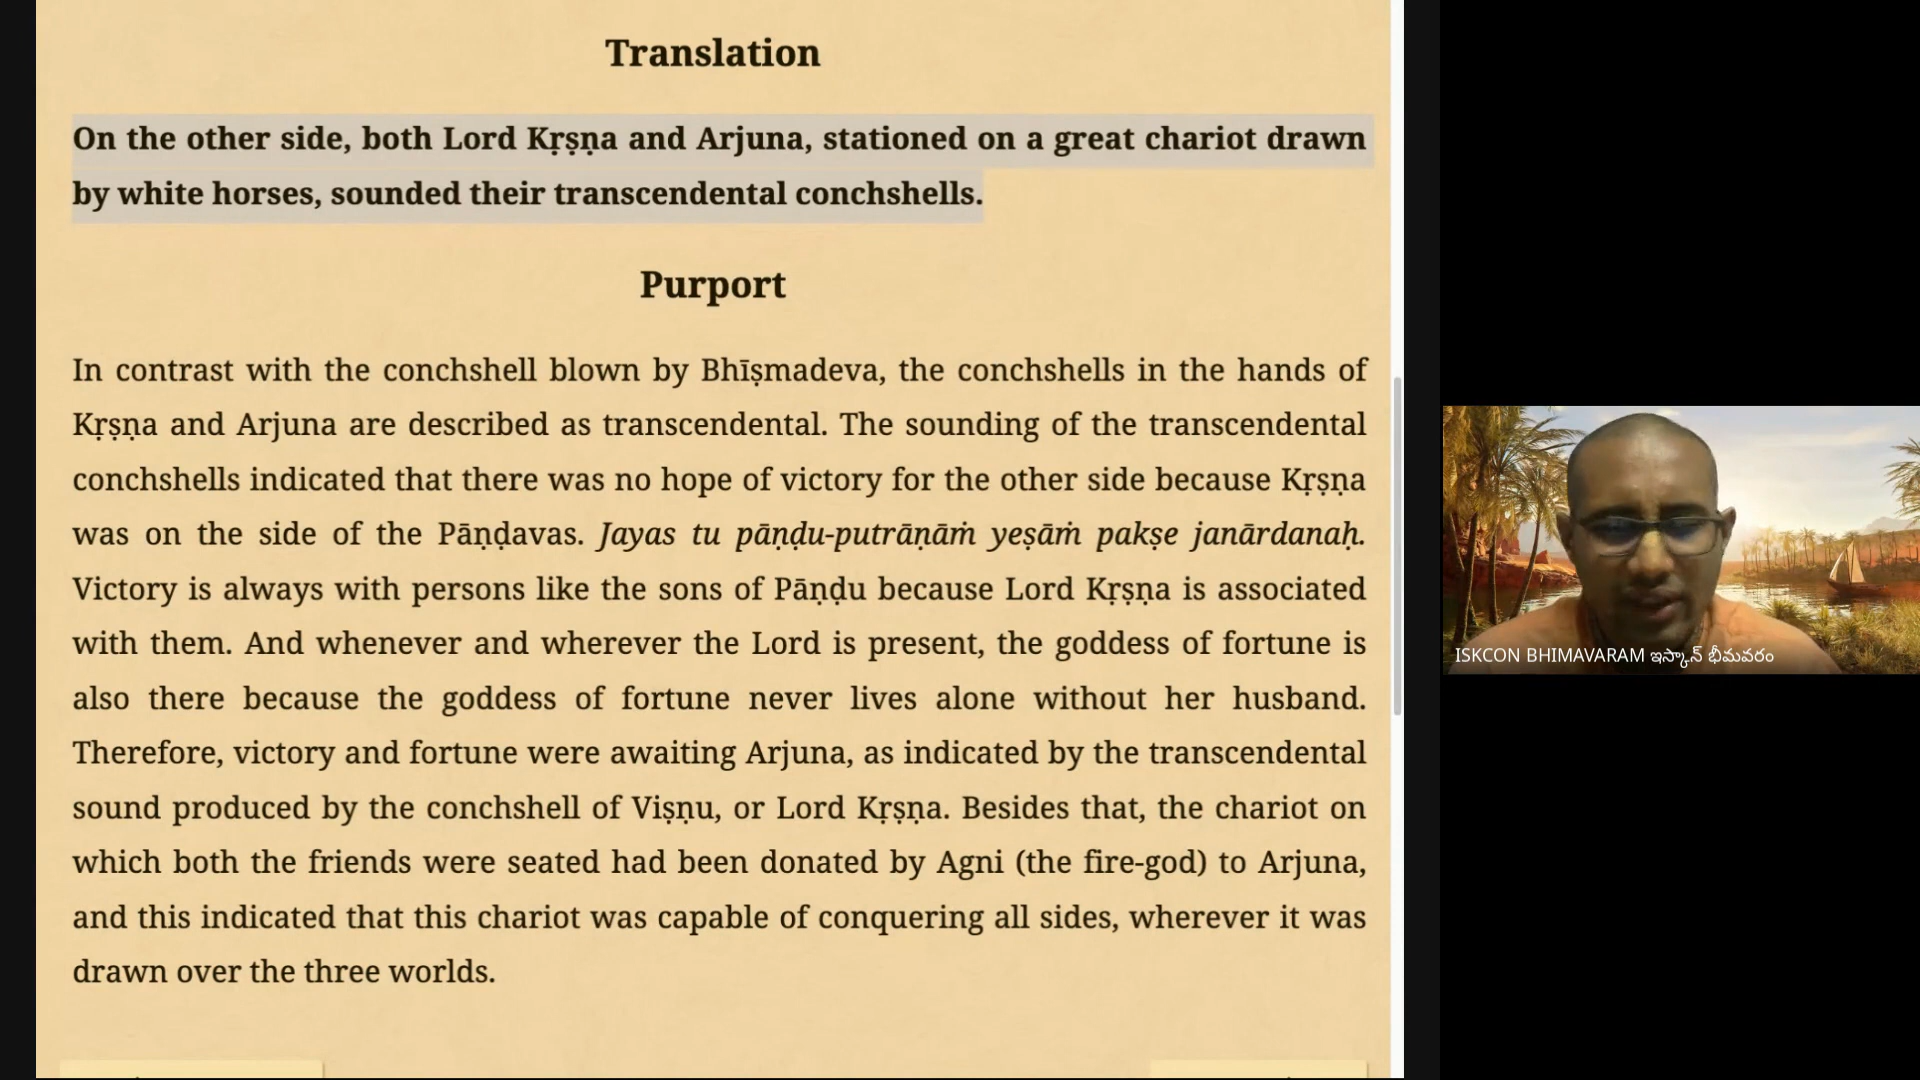 Translation
On the other side, both Lord Kṛṣṇa and Arjuna, stationed on a great chariot drawn
by white horses, sounded their transcendental conchshells.
Purport
In contrast with the conchshell blown by Bhīṣmadeva, the conchshells in the hands of
Kṛṣṇa and Arjuna are described as transcendental. The sounding of the transcendental
conchshells indicated that there was no hope of victory for the other side because Kṛṣṇa
was on the side of the Pāṇḍavas. Jayas tu pāṇḍu-putrāṇāṁ yeṣāṁ pakṣe janārdanaḥ.
Victory is always with persons like the sons of Pāṇḍu because Lord Kṛṣṇa is associated
with them. And whenever and wherever the Lord is present, the goddess of fortune is
also there because the goddess of fortune never lives alone without her husband.
Therefore, victory and fortune were awaiting Arjuna, as indicated by the transcendental
sound produced by the conchshell of Viṣṇu, or Lord Kṛṣṇa. Besides that, the chariot on
which both the friends were seated had been donated by Agni (the fire-god) to Arjuna,
and this indicated that this chariot was capable of conquering all sides, wherever it was
drawn over the three worlds.
ISKCON BHIMAVARAM ఇస్కాన్ భీమవరం